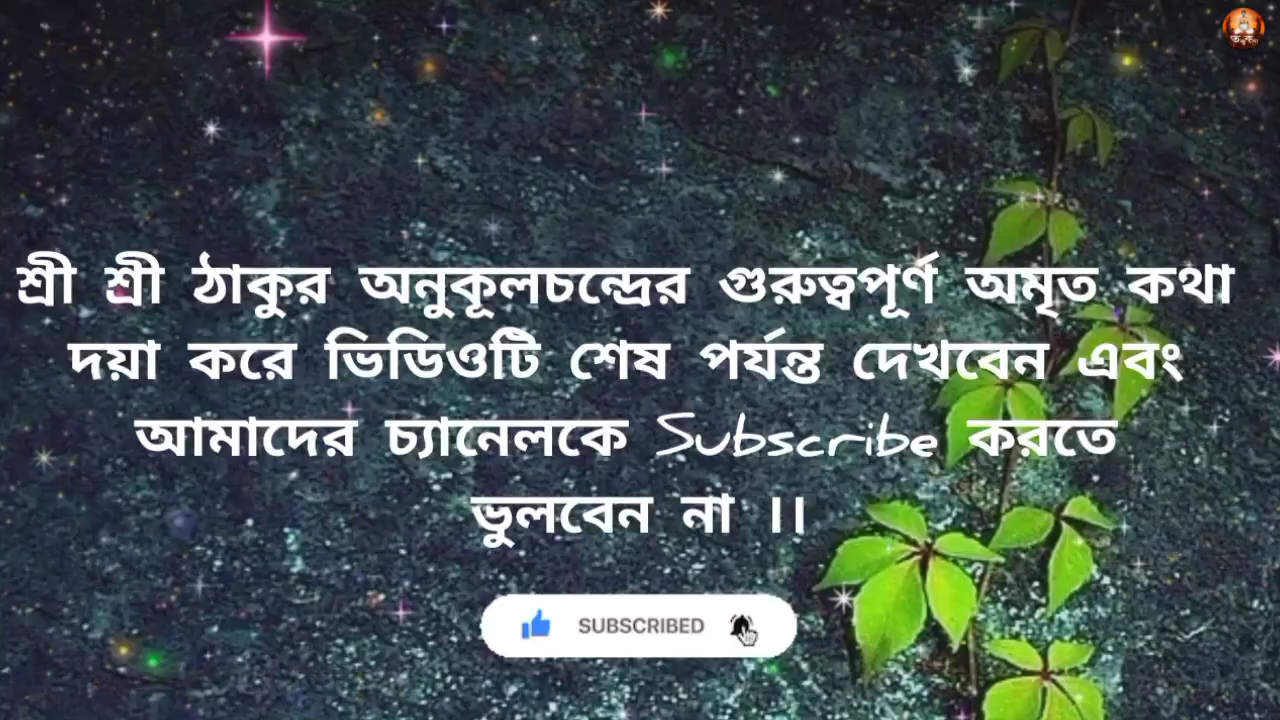 শ্রী শ্রী ঠাকুর অনুকূলচন্দ্রের গুরুত্বপূর্ণ অমৃত কথা
দয়া করে ভিডিওটি শেষ পর্যন্ত দেখবেন এবং
আমাদের চ্যানেলকে Subscribe করতে
ভুলবেন না ।।
SUBSCRIBED